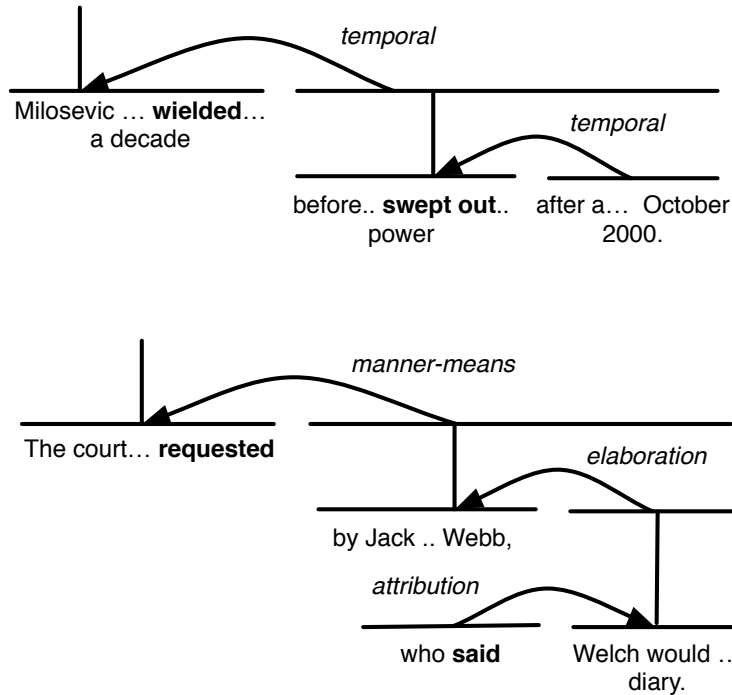 temporal
Milosevic … wielded…
a decade
temporal
before.. swept out..
power
after a… October
2000.
manner-means
The court… requested
elaboration
by Jack .. Webb,
attribution
who said
Welch would ..
diary.